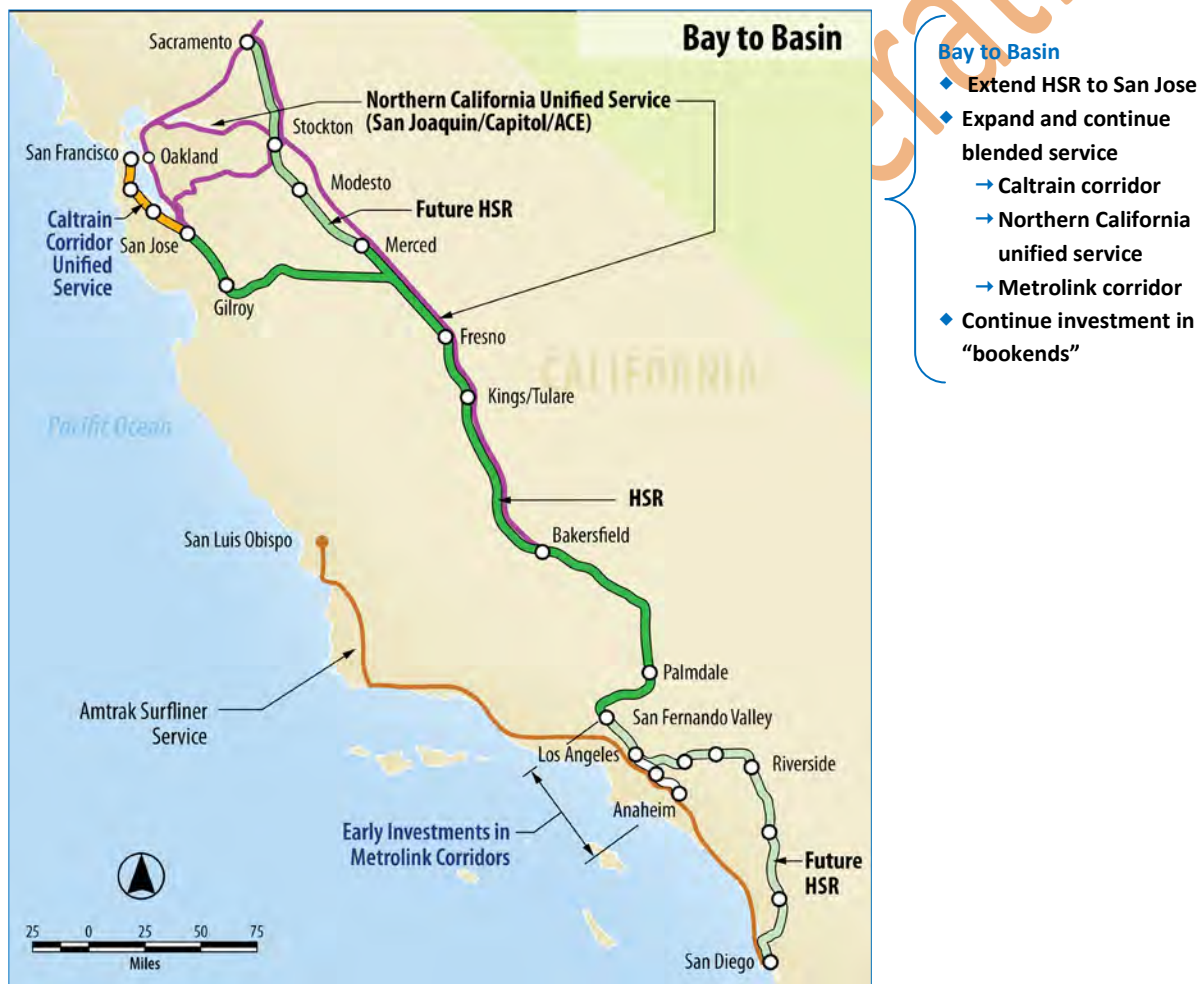 Bay to Basin
Sacramento
Northern California Unified Service
(San Joaquin/Capitol/ACE)
Stockton
San Francisco
Oakland
Modesto
Future HSR
Caltrain
Corridor
Unified
Service
San Jose
Merced
Gilroy
Fresno
CALIFORNIA
Kings/Tulare
Pacific Ocean
HSR
San Luis Obispo
Bakersfield
Palmdale
Amtrak Surfliner
Service
San Fernando Valley
Los Angeles
Riverside
Anaheim
Early Investments in
Metrolink Corridors
Future
HSR
25 0 25 50 75
Miles
San Diego
Bay to Basin
◆ Extend HSR to San Jose
◆ Expand and continue
blended service
→ Caltrain corridor
→ Northern California
unified service
→ Metrolink corridor
◆ Continue investment in
“bookends”